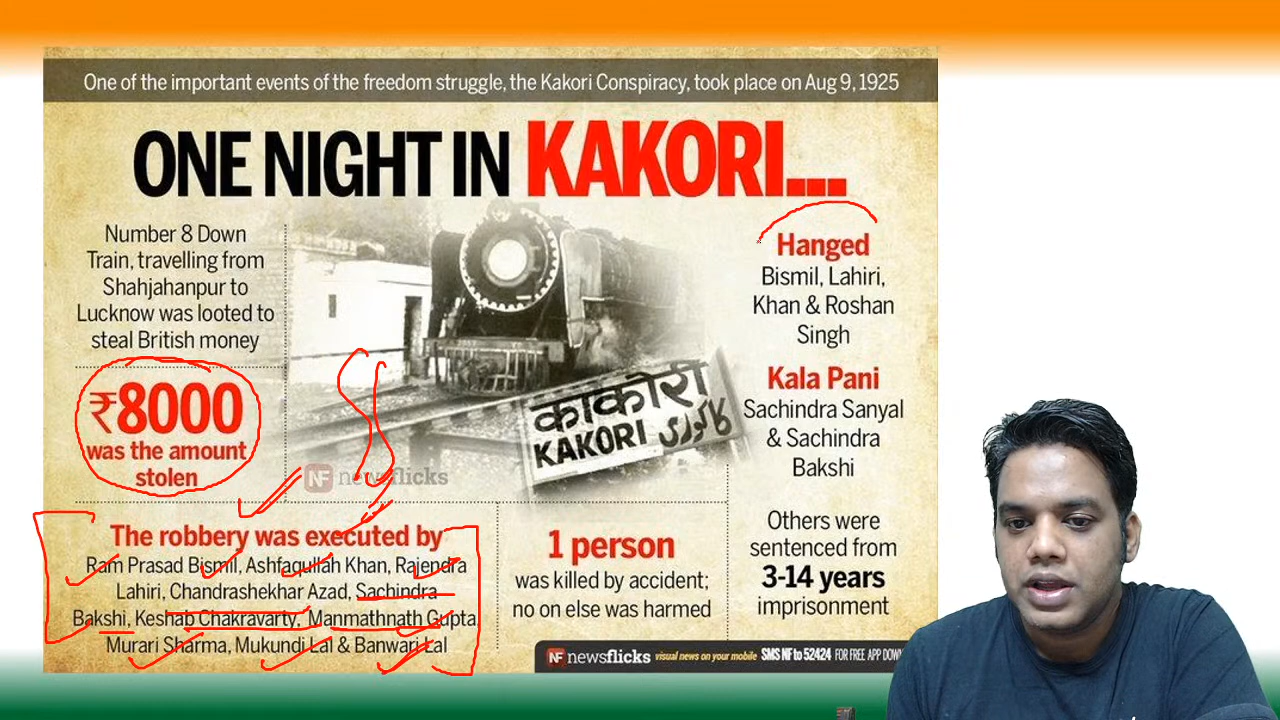 One of the important events of the freedom struggle, the Kakori Conspiracy, took place on Aug 9, 1925
ONE NIGHT IN KAKORI...
Number 8 Down
Train, travelling from
Shahjahanpur to
Lucknow was looted to
steal British money
₹8000
was the amount
stolen
काकोरी
KAKORI کاکوری
NF newsflicks
Hanged
Bismil, Lahiri,
Khan & Roshan
Singh
Kala Pani
Sachindra Sanyal
& Sachindra
Bakshi
Others were
sentenced from
3-14 years
imprisonment
The robbery was executed by
Ram Prasad Bismil, Ashfaqullah Khan, Rajendra
Lahiri, Chandrashekhar Azad, Sachindra
Bakshi, Keshab Chakravarty, Manmathnath Gupta,
Murari Sharma, Mukundi Lal & Banwari Lal
1 person
was killed by accident;
no on else was harmed
NF newsflicks visual news on your mobile SMS NF to 52424 FOR FREE APP